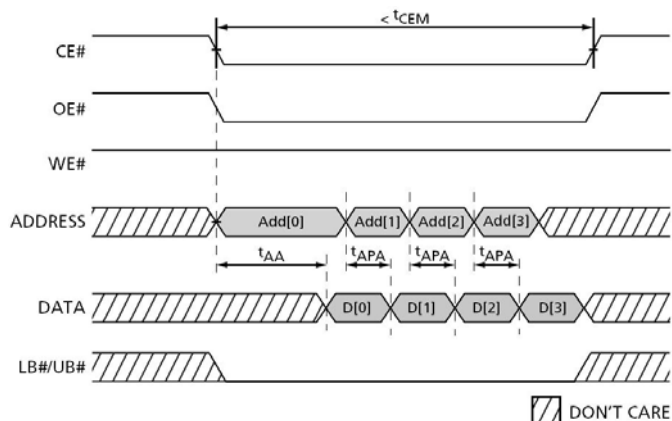 < tCEM
CE#
OE#
WE#
ADDRESS
Add[0] Add[1] Add[2] Add[3]
tAA tAPA tAPA tAPA
DATA
D[0] D[1] D[2] D[3]
LB#/UB#
DON'T CARE